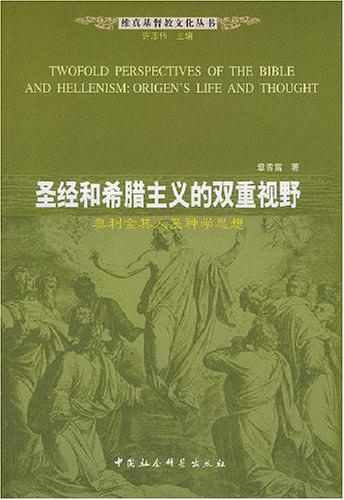 维真基督教文化丛书
许志伟 主编
TWOFOLD PERSPECTIVES OF THE BIBLE
AND HELLENISM: ORIGEN'S LIFE AND THOUGHT
章雪富 著
圣经和希腊主义的双重视野
奥利金其人及神学思想
中国社会科学出版社